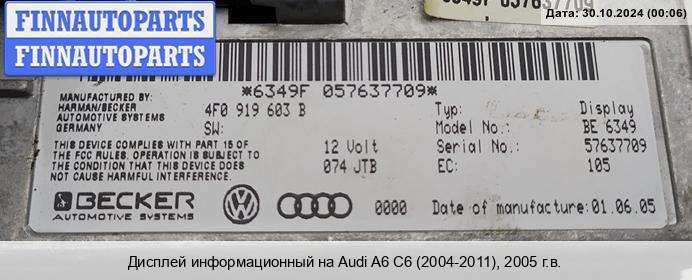 FINNAUTOPARTS
FINNAUTOPARTS
Дата: 30.10.2024 (00:06)
*6349F 057637709*
MANUFACTURED BY:
HARMAN/BECKER
AUTOMOTIVE SYSTEMS
GERMANY
4F0 919 603 B
SW:
Typ: Display
Model No.: BE 6349
THIS DEVICE COMPLIES WITH PART 15 OF
THE FCC RULES. OPERATION IS SUBJECT TO
THE CONDITION THAT THIS DEVICE DOES
NOT CAUSE HARMFUL INTERFERENCE.
12 Volt
074 JTB
Serial No.: 57637709
EC: 105
BECKER
AUTOMOTIVE SYSTEMS
0000
Date of manufacture: 01.06.05
Дисплей информационный на Audi A6 C6 (2004-2011), 2005 г.в.